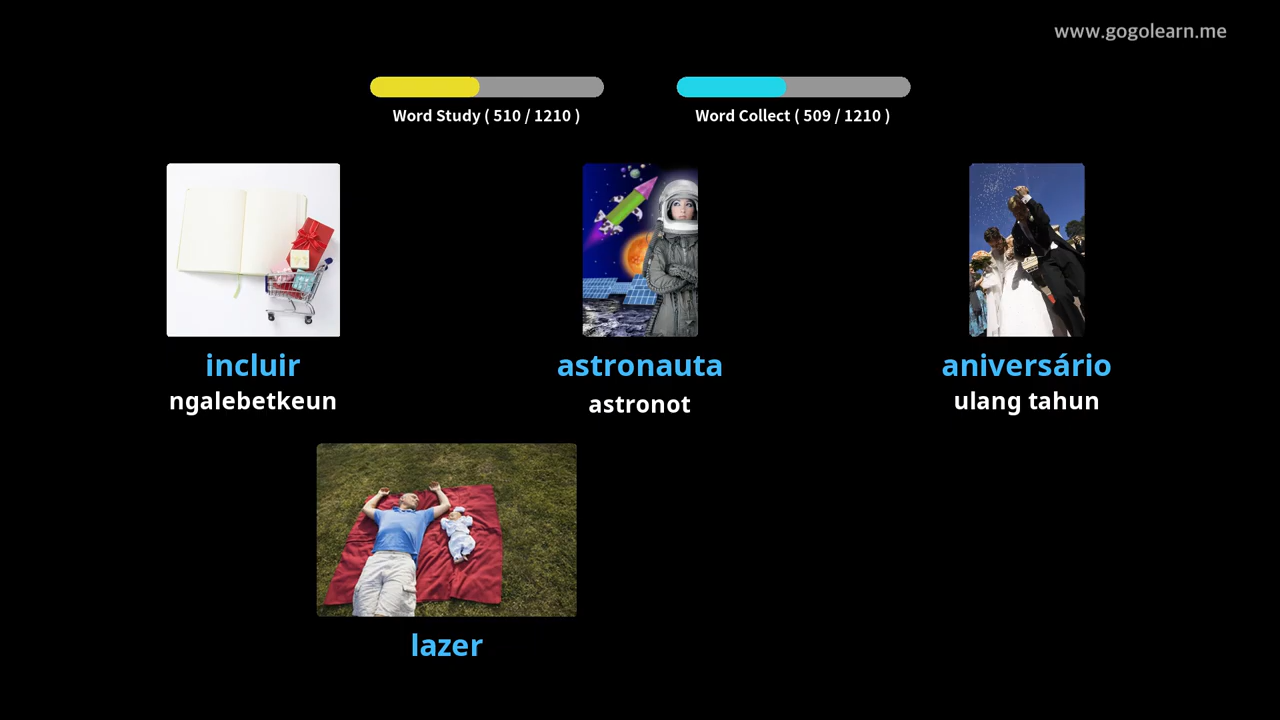 www.gogolearn.me
Word Study ( 510 / 1210 )
Word Collect ( 509 / 1210 )
incluir
ngalebetkeun
astronauta
astronot
aniversário
ulang tahun
lazer